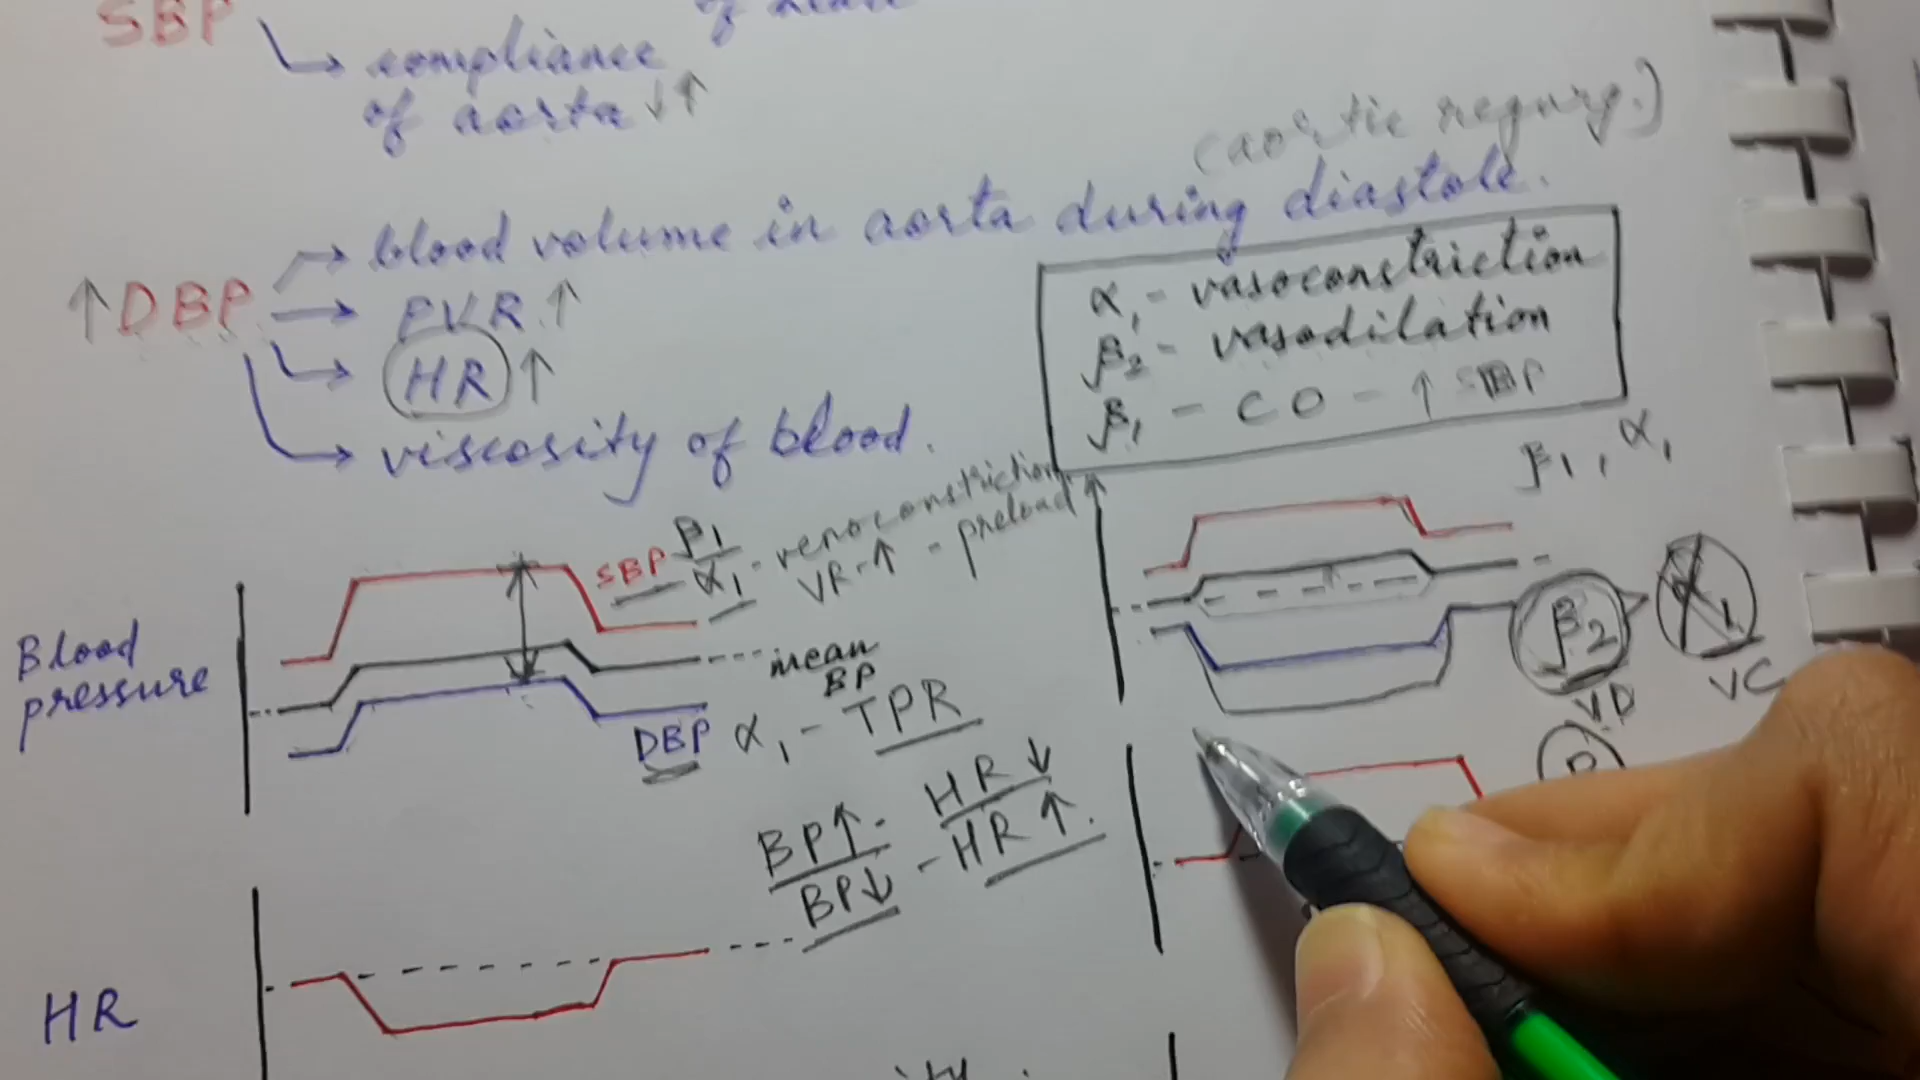 SBP
compliance
of aorta ↓↑
(aortic regurg.)
blood volume in aorta during diastole.
↑DBP
PVR ↑
HR ↑
viscosity of blood.
α1 - vasoconstriction
β2 - vasodilation
β1 - CO - ↑ SBP
β1, α1
SBP β1
α1 - venoconstriction
VR-↑ - preload
Blood
pressure
mean
BP
DBP α1 - TPR
β2
α1
VD
VC
BP↑ - HR↓
BP↓ - HR↑.
HR